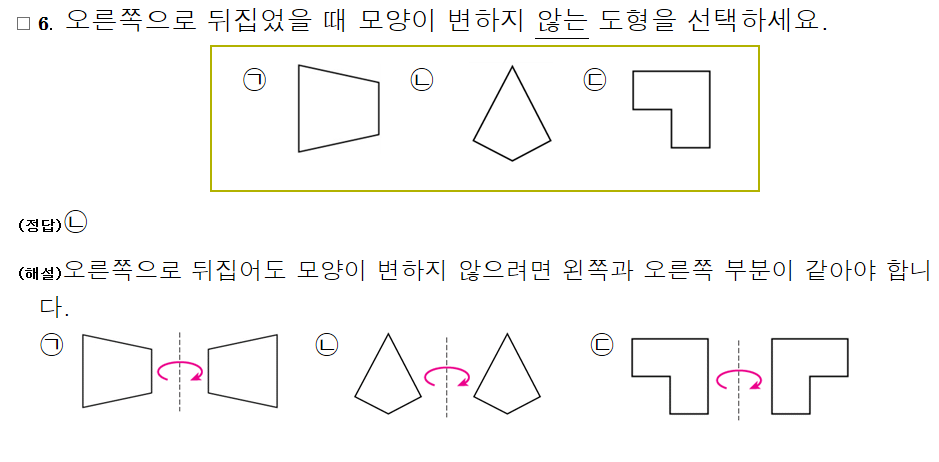 □ 6. 오른쪽으로 뒤집었을 때 모양이 변하지 않는 도형을 선택하세요.
㉠ ㉡ ㉢
(정답)㉡
(해설)오른쪽으로 뒤집어도 모양이 변하지 않으려면 왼쪽과 오른쪽 부분이 같아야 합니
다.
㉠ ㉡ ㉢